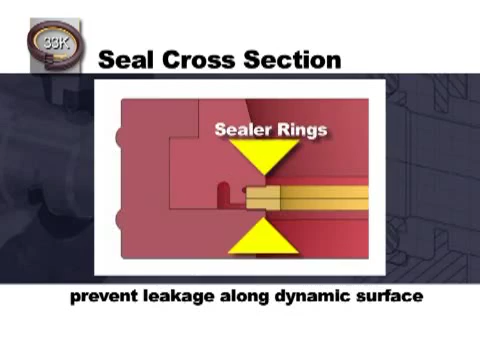 33K
Seal Cross Section
Sealer Rings
prevent leakage along dynamic surface